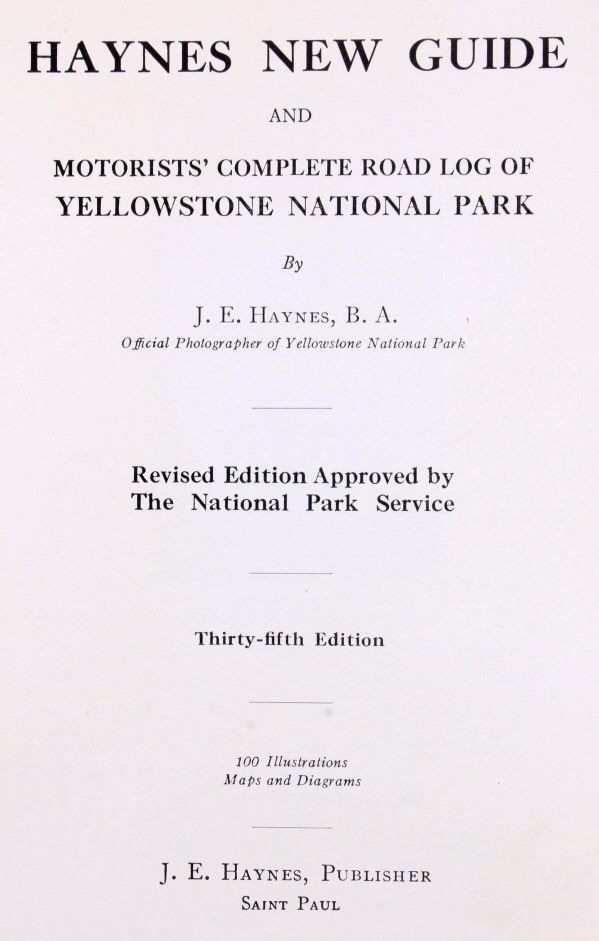 HAYNES NEW GUIDE
AND
MOTORISTS' COMPLETE ROAD LOG OF
YELLOWSTONE NATIONAL PARK
By
J. E. HAYNES, B. A.
Official Photographer of Yellowstone National Park
Revised Edition Approved by
The National Park Service
Thirty-fifth Edition
100 Illustrations
Maps and Diagrams
J. E. HAYNES, PUBLISHER
SAINT PAUL